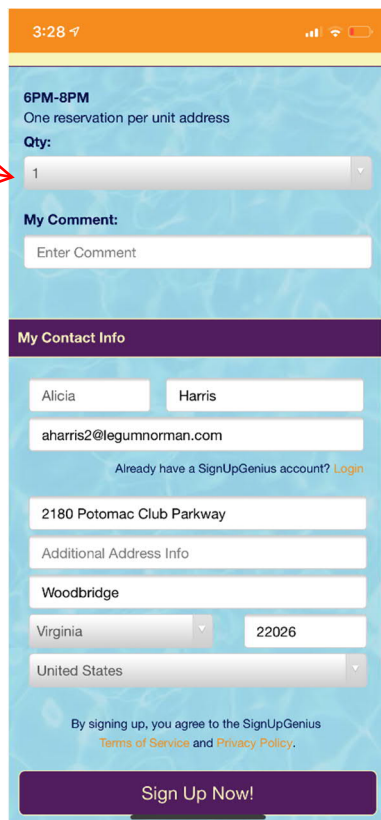 3:28
6PM-8PM
One reservation per unit address
Qty:
1
My Comment:
Enter Comment
My Contact Info
Alicia Harris
aharris2@legumnorman.com
Already have a SignUpGenius account? Login
2180 Potomac Club Parkway
Additional Address Info
Woodbridge
Virginia 22026
United States
By signing up, you agree to the SignUpGenius
Terms of Service and Privacy Policy.
Sign Up Now!